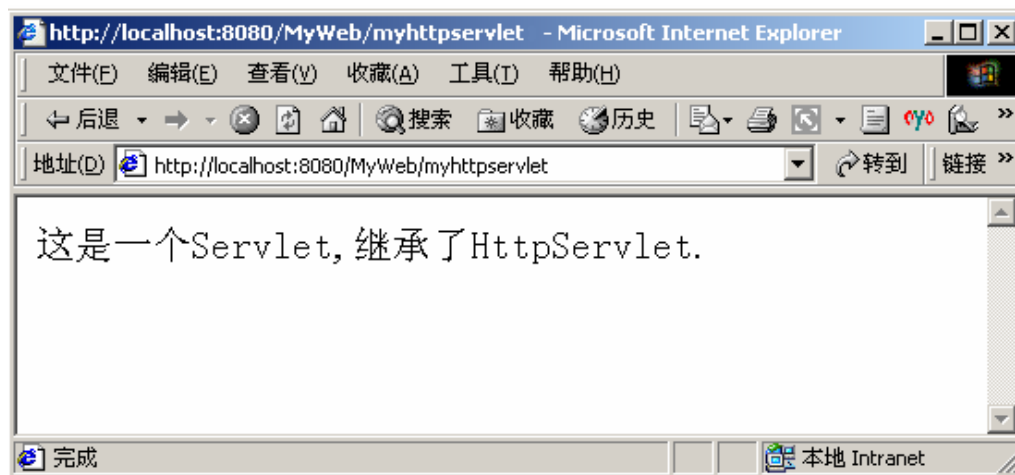 http://localhost:8080/MyWeb/myhttpservlet - Microsoft Internet Explorer
文件(F) 编辑(E) 查看(V) 收藏(A) 工具(T) 帮助(H)
后退 搜索 收藏 历史 »
地址(D) http://localhost:8080/MyWeb/myhttpservlet 转到 链接 »
这是一个Servlet,继承了HttpServlet.
完成 本地 Intranet